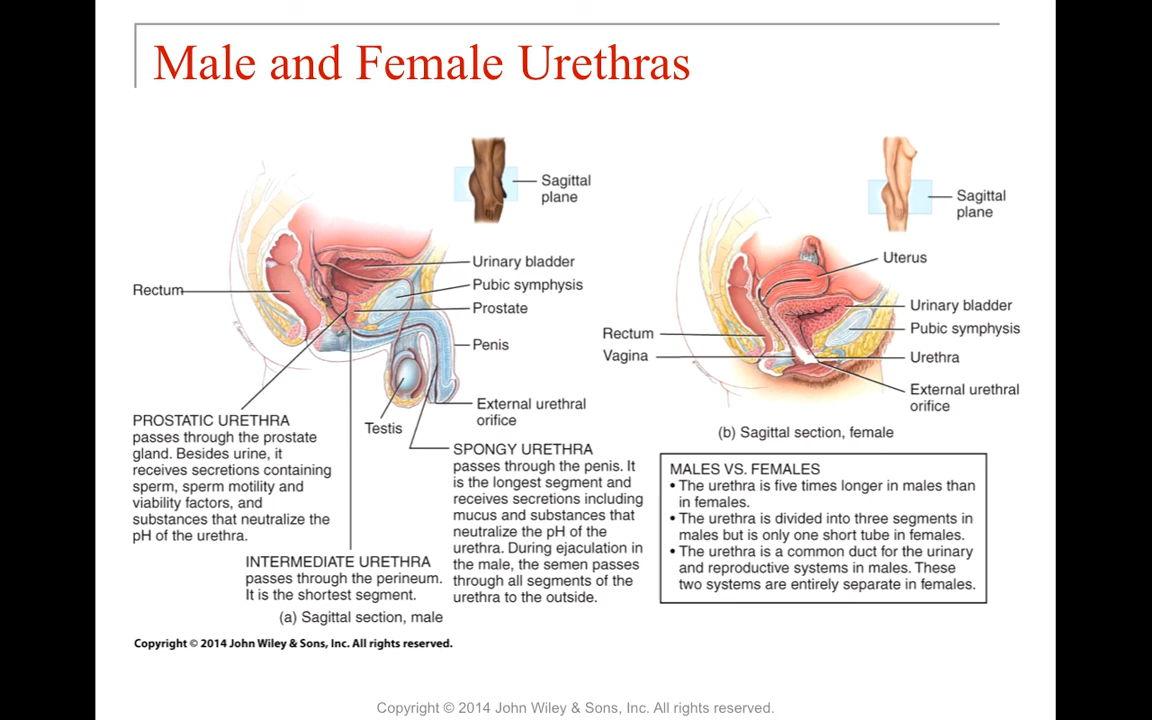 Male and Female Urethras
Sagittal
plane
Urinary bladder
Pubic symphysis
Prostate
Rectum
Penis
External urethral
orifice
Testis
PROSTATIC URETHRA
passes through the prostate
gland. Besides urine, it
receives secretions containing
sperm, sperm motility and
viability factors, and
substances that neutralize the
pH of the urethra.
INTERMEDIATE URETHRA
passes through the perineum.
It is the shortest segment.
SPONGY URETHRA
passes through the penis. It
is the longest segment and
receives secretions including
mucus and substances that
neutralize the pH of the
urethra. During ejaculation in
the male, the semen passes
through all segments of the
urethra to the outside.
(a) Sagittal section, male
Sagittal
plane
Uterus
Urinary bladder
Pubic symphysis
Rectum
Vagina
Urethra
External urethral
orifice
(b) Sagittal section, female
MALES VS. FEMALES
• The urethra is five times longer in males than
in females.
• The urethra is divided into three segments in
males but is only one short tube in females.
• The urethra is a common duct for the urinary
and reproductive systems in males. These
two systems are entirely separate in females.
Copyright © 2014 John Wiley & Sons, Inc. All rights reserved.
Copyright © 2014 John Wiley & Sons, Inc. All rights reserved.